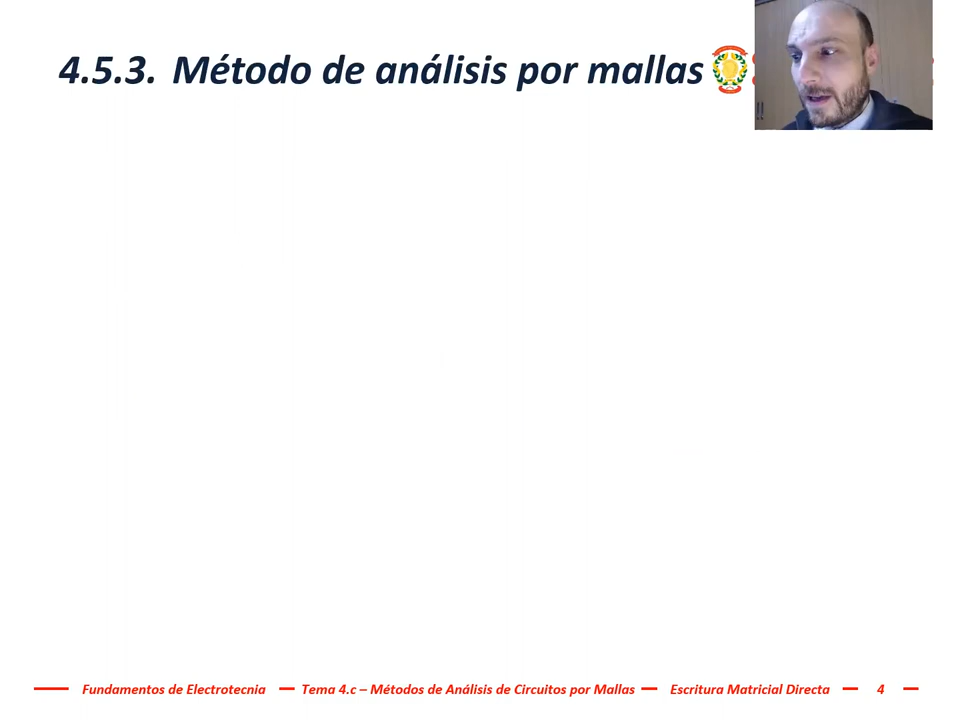 4.5.3. Método de análisis por mallas
Fundamentos de Electrotecnia Tema 4.c – Métodos de Análisis de Circuitos por Mallas Escritura Matricial Directa 4